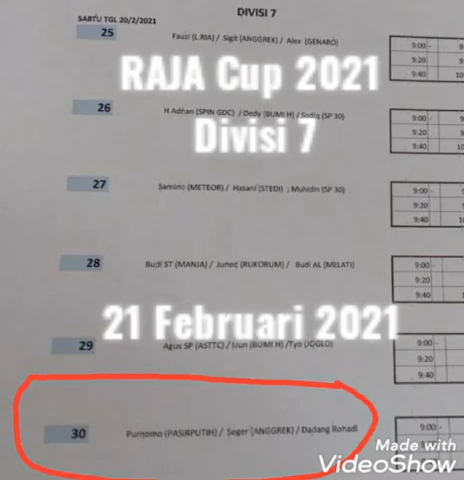 DIVISI 7
SABTU TGL 20/2/2021
25 Fauzi (L.RIA) / Sigit (ANGGREK) / Alex (GENARO) 9:00 -
9:20
9:40 10
RAJA Cup 2021
26 H Adnan (SPIN GDC) / Dedy (BUMI H) / Sodiq (SP 30) 9:00 -
9:20 9
9:40 10
Divisi 7
27 Samino (METEOR) / Hasani (STEDI) ; Muhidin (SP 30) 9:00 -
9:20
9:40 10
28 Budi ST (MANJA) / Juned (RUKORUM) / Budi AL (MELATI) 9:00 -
9:20
9:40
21 Februari 2021
29 Agus SP (ASTTC) / (BUMI H) /Tyo (JOGLO) 9:00
9:20
9:40
30 Purnomo (PASIRPUTIH) / Seger (ANGGREK) / Dadang Rohadi 9:00 -
Made with
VideoShow